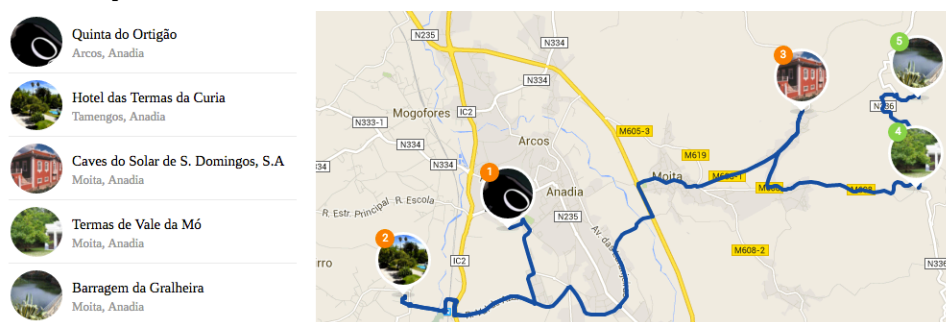 Quinta do Ortigão
Arcos, Anadia
Hotel das Termas da Curia
Tamengos, Anadia
Caves do Solar de S. Domingos, S.A
Moita, Anadia
Termas de Vale da Mó
Moita, Anadia
Barragem da Gralheira
Moita, Anadia
N235
N334
3
5
N334
Mogofores
IC2
N286
N333-1
M605-3
4
N334
Arcos
M619
N334
1
Moita
Anadia
R. Estr. Principal
R. Escola
N235
2
M608-2
IC2
rro
N336